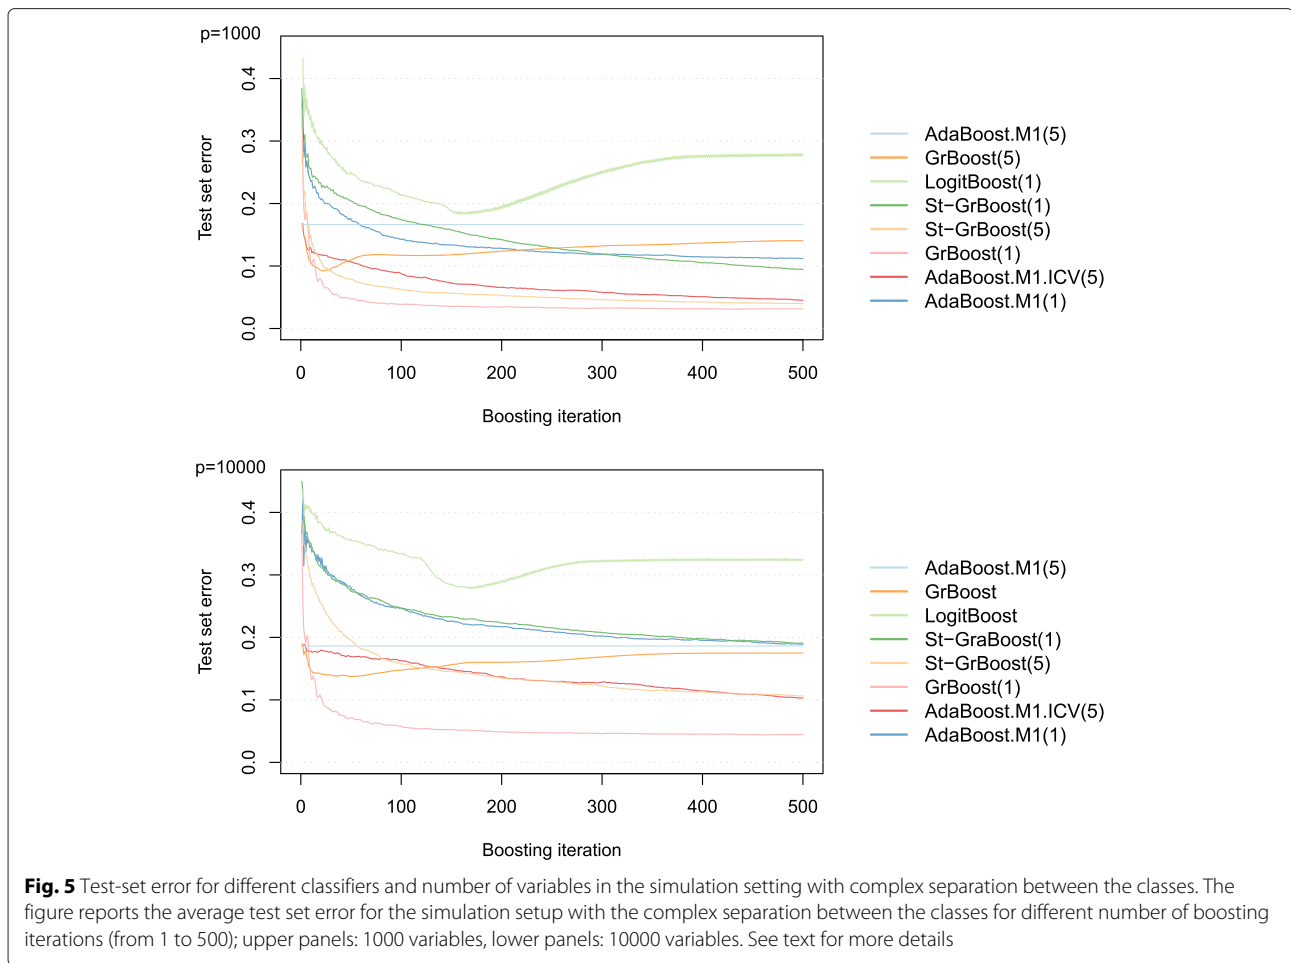 p=1000
Test set error
0.4
0.3
0.2
0.1
0.0
0 100 200 300 400 500
Boosting iteration
AdaBoost.M1(5)
GrBoost(5)
LogitBoost(1)
St−GrBoost(1)
St−GrBoost(5)
GrBoost(1)
AdaBoost.M1.ICV(5)
AdaBoost.M1(1)
p=10000
Test set error
0.4
0.3
0.2
0.1
0.0
0 100 200 300 400 500
Boosting iteration
AdaBoost.M1(5)
GrBoost
LogitBoost
St−GraBoost(1)
St−GrBoost(5)
GrBoost(1)
AdaBoost.M1.ICV(5)
AdaBoost.M1(1)
Fig. 5 Test-set error for different classifiers and number of variables in the simulation setting with complex separation between the classes. The
figure reports the average test set error for the simulation setup with the complex separation between the classes for different number of boosting
iterations (from 1 to 500); upper panels: 1000 variables, lower panels: 10000 variables. See text for more details